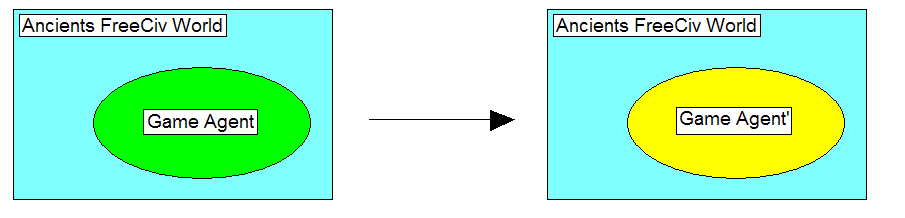 Ancients FreeCiv World
Game Agent
Ancients FreeCiv World
Game Agent'